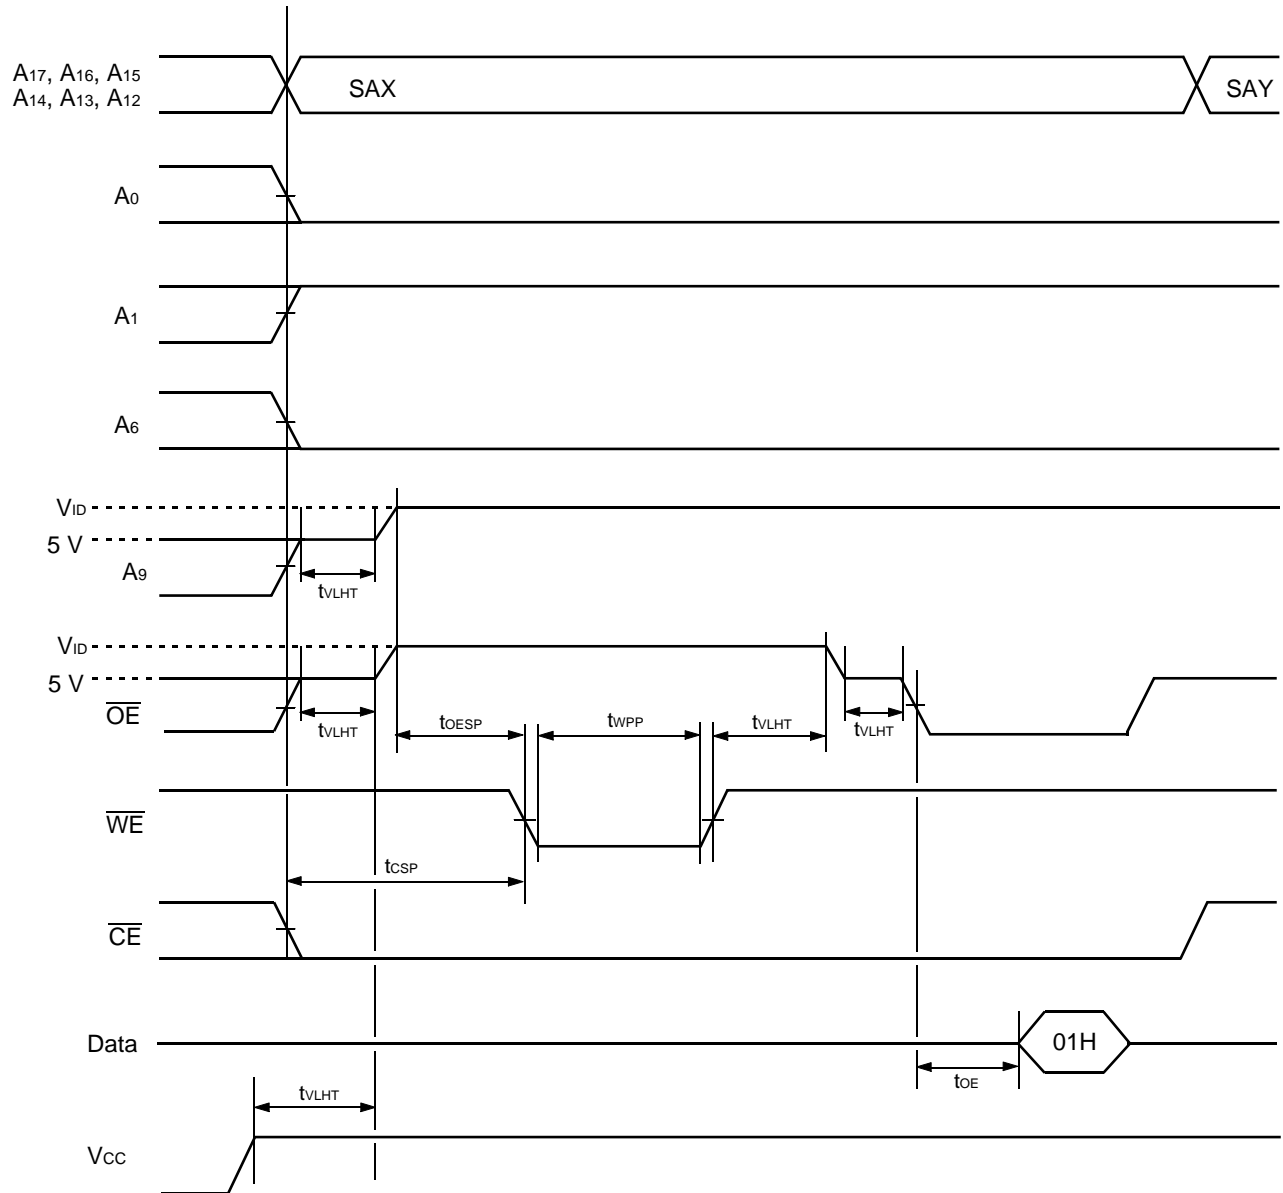 A17, A16, A15
A14, A13, A12
SAX
SAY
A0
A1
A6
VID
5 V
A9
tVLHT
VID
5 V
OE
tVLHT
tOESP
tWPP
tVLHT
tVLHT
WE
tCSP
CE
Data
01H
tOE
tVLHT
VCC